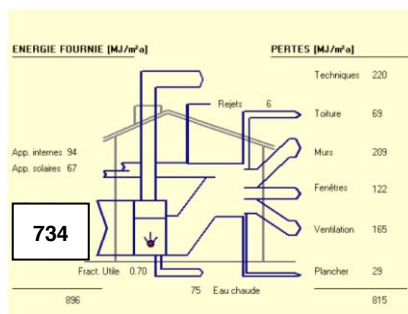 ENERGIE FOURNIE [MJ/m²a]
PERTES [MJ/m²a]
Techniques 220
Rejets 6
Toiture 69
App. internes 94
App. solaires 67
Murs 209
Fenêtres 122
734
Ventilation 165
Fract. Utile 0.70
Plancher 29
75 Eau chaude
896
815